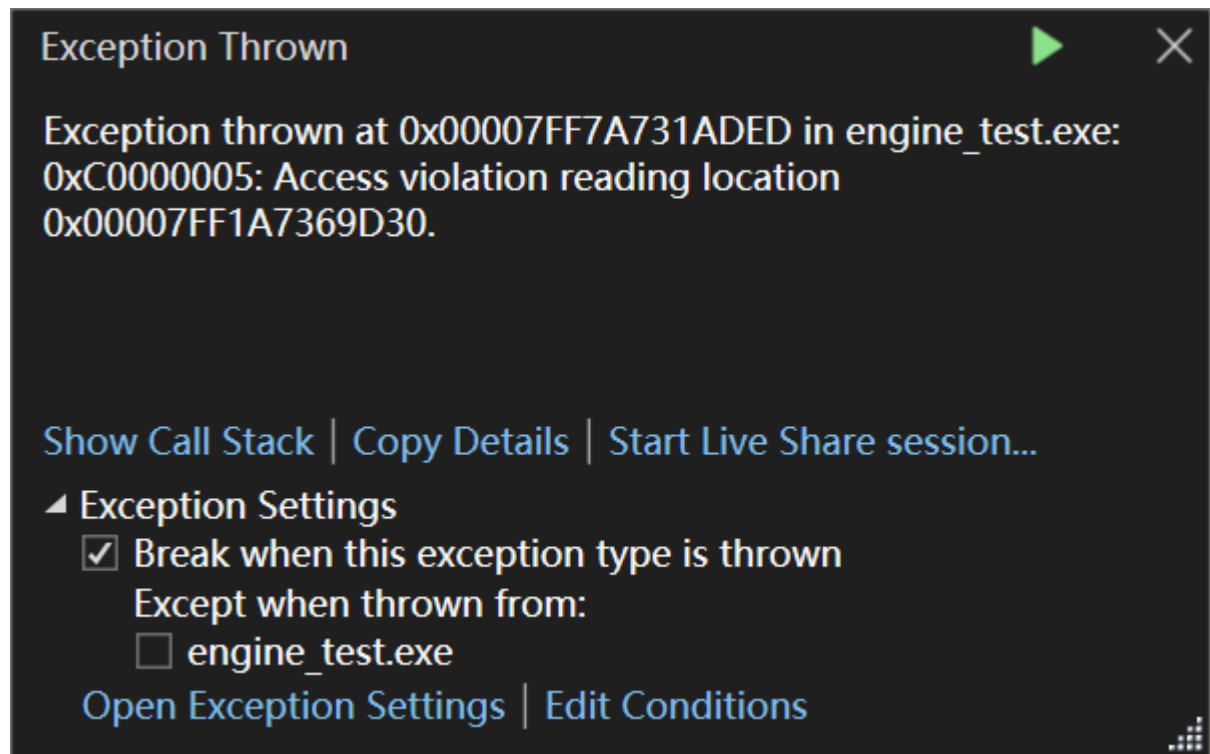 Exception Thrown
Exception thrown at 0x00007FF7A731ADED in engine_test.exe:
0xC0000005: Access violation reading location
0x00007FF1A7369D30.
Show Call Stack | Copy Details | Start Live Share session...
Exception Settings
Break when this exception type is thrown
Except when thrown from:
engine_test.exe
Open Exception Settings | Edit Conditions